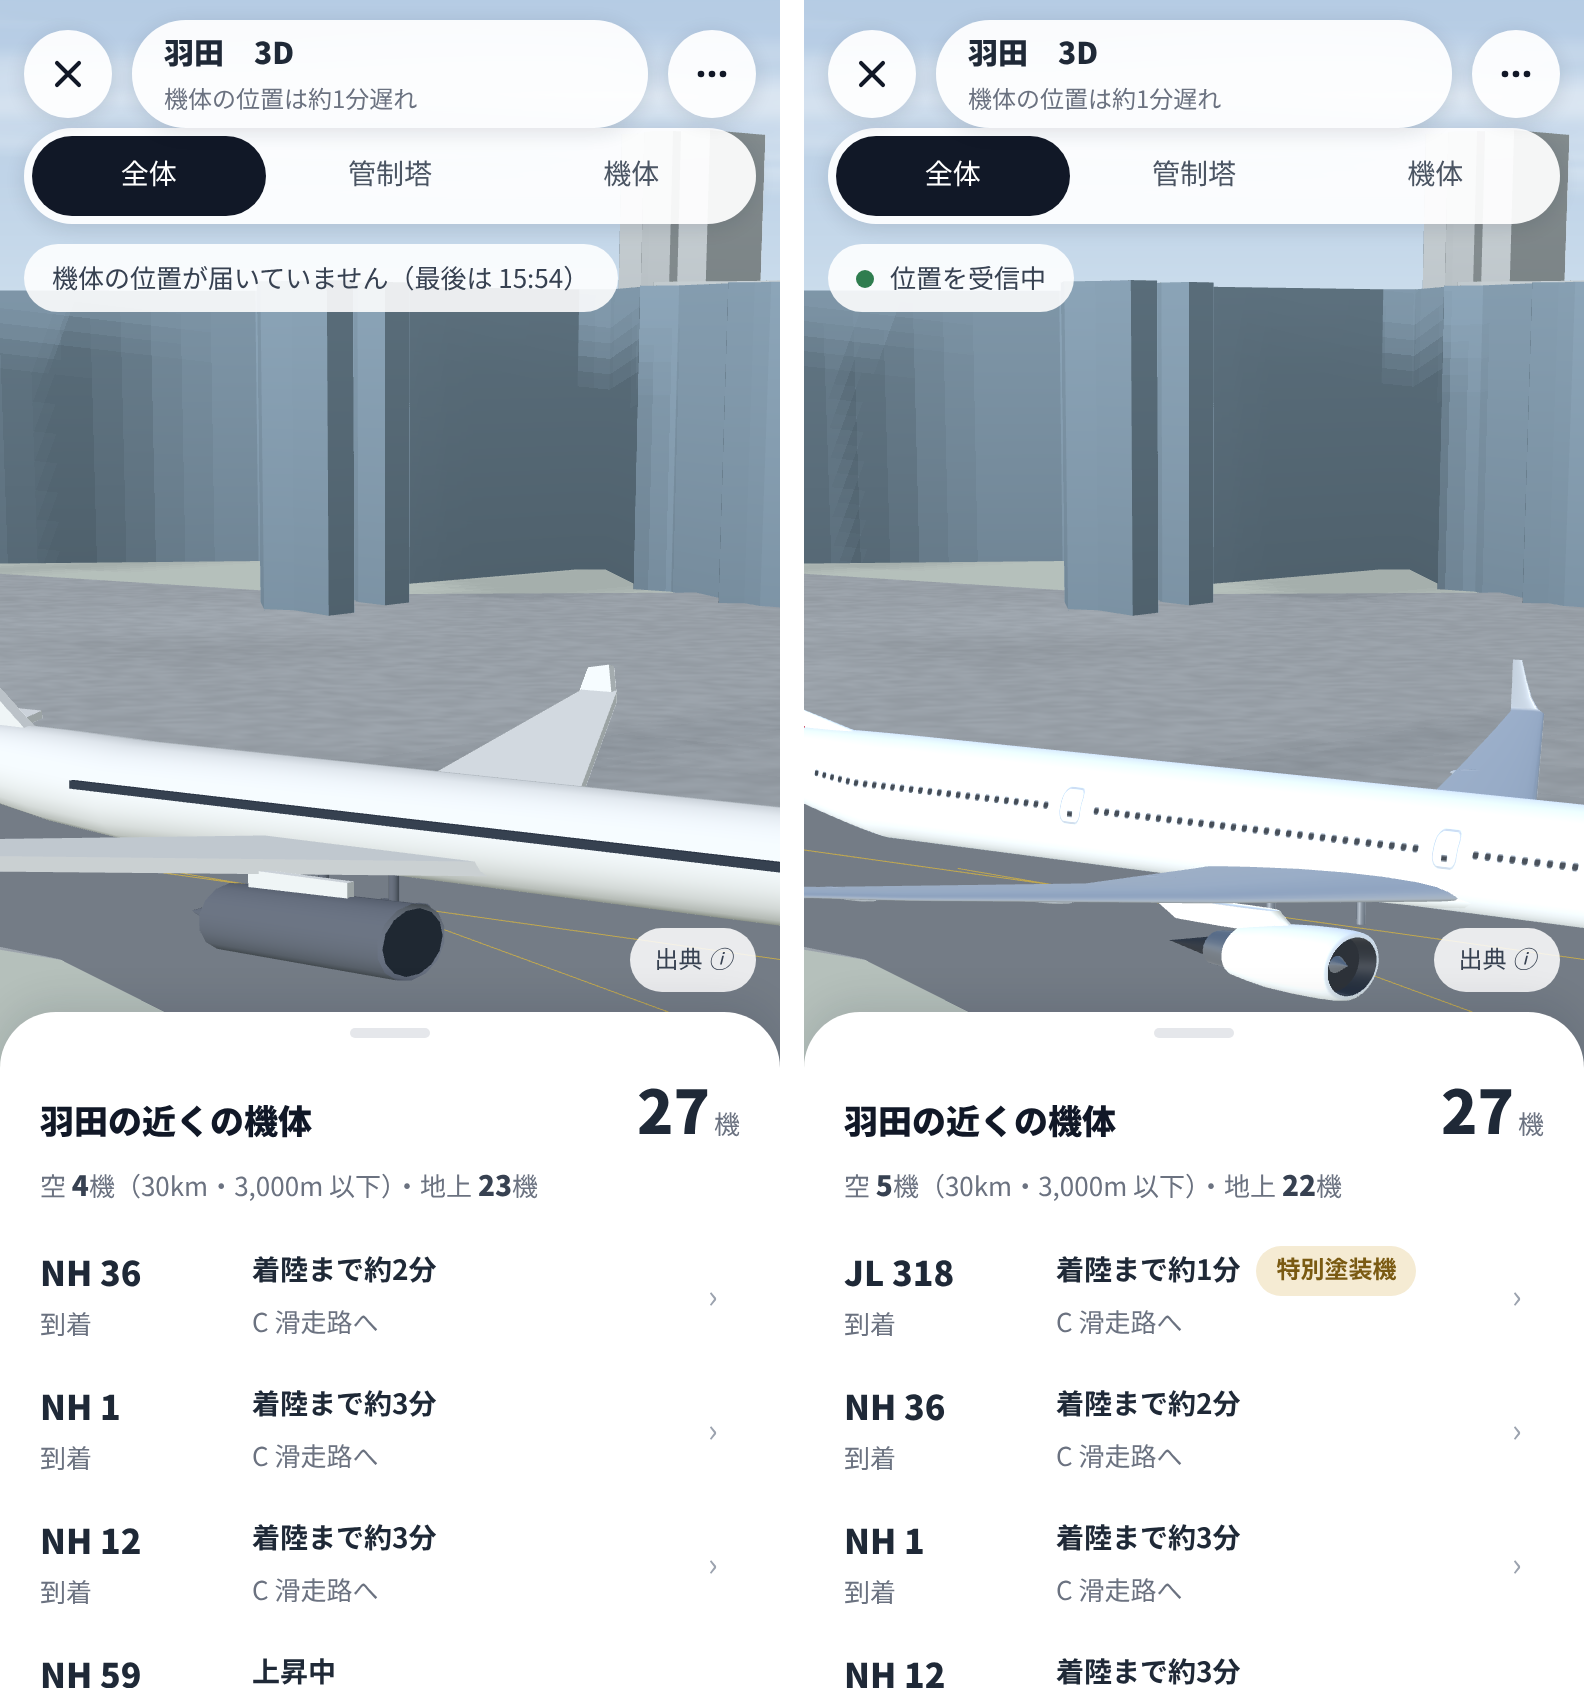 羽田　3D
機体の位置は約1分遅れ
全体
管制塔
機体
機体の位置が届いていません（最後は 15:54）
出典 ⓘ
羽田の近くの機体
27機
空 4機（30km・3,000m 以下）・地上 23機
NH 36
着陸まで約2分
到着
C 滑走路へ
NH 1
着陸まで約3分
到着
C 滑走路へ
NH 12
着陸まで約3分
到着
C 滑走路へ
NH 59
上昇中
羽田　3D
機体の位置は約1分遅れ
全体
管制塔
機体
位置を受信中
出典 ⓘ
羽田の近くの機体
27機
空 5機（30km・3,000m 以下）・地上 22機
JL 318
着陸まで約1分
特別塗装機
到着
C 滑走路へ
NH 36
着陸まで約2分
到着
C 滑走路へ
NH 1
着陸まで約3分
到着
C 滑走路へ
NH 12
着陸まで約3分